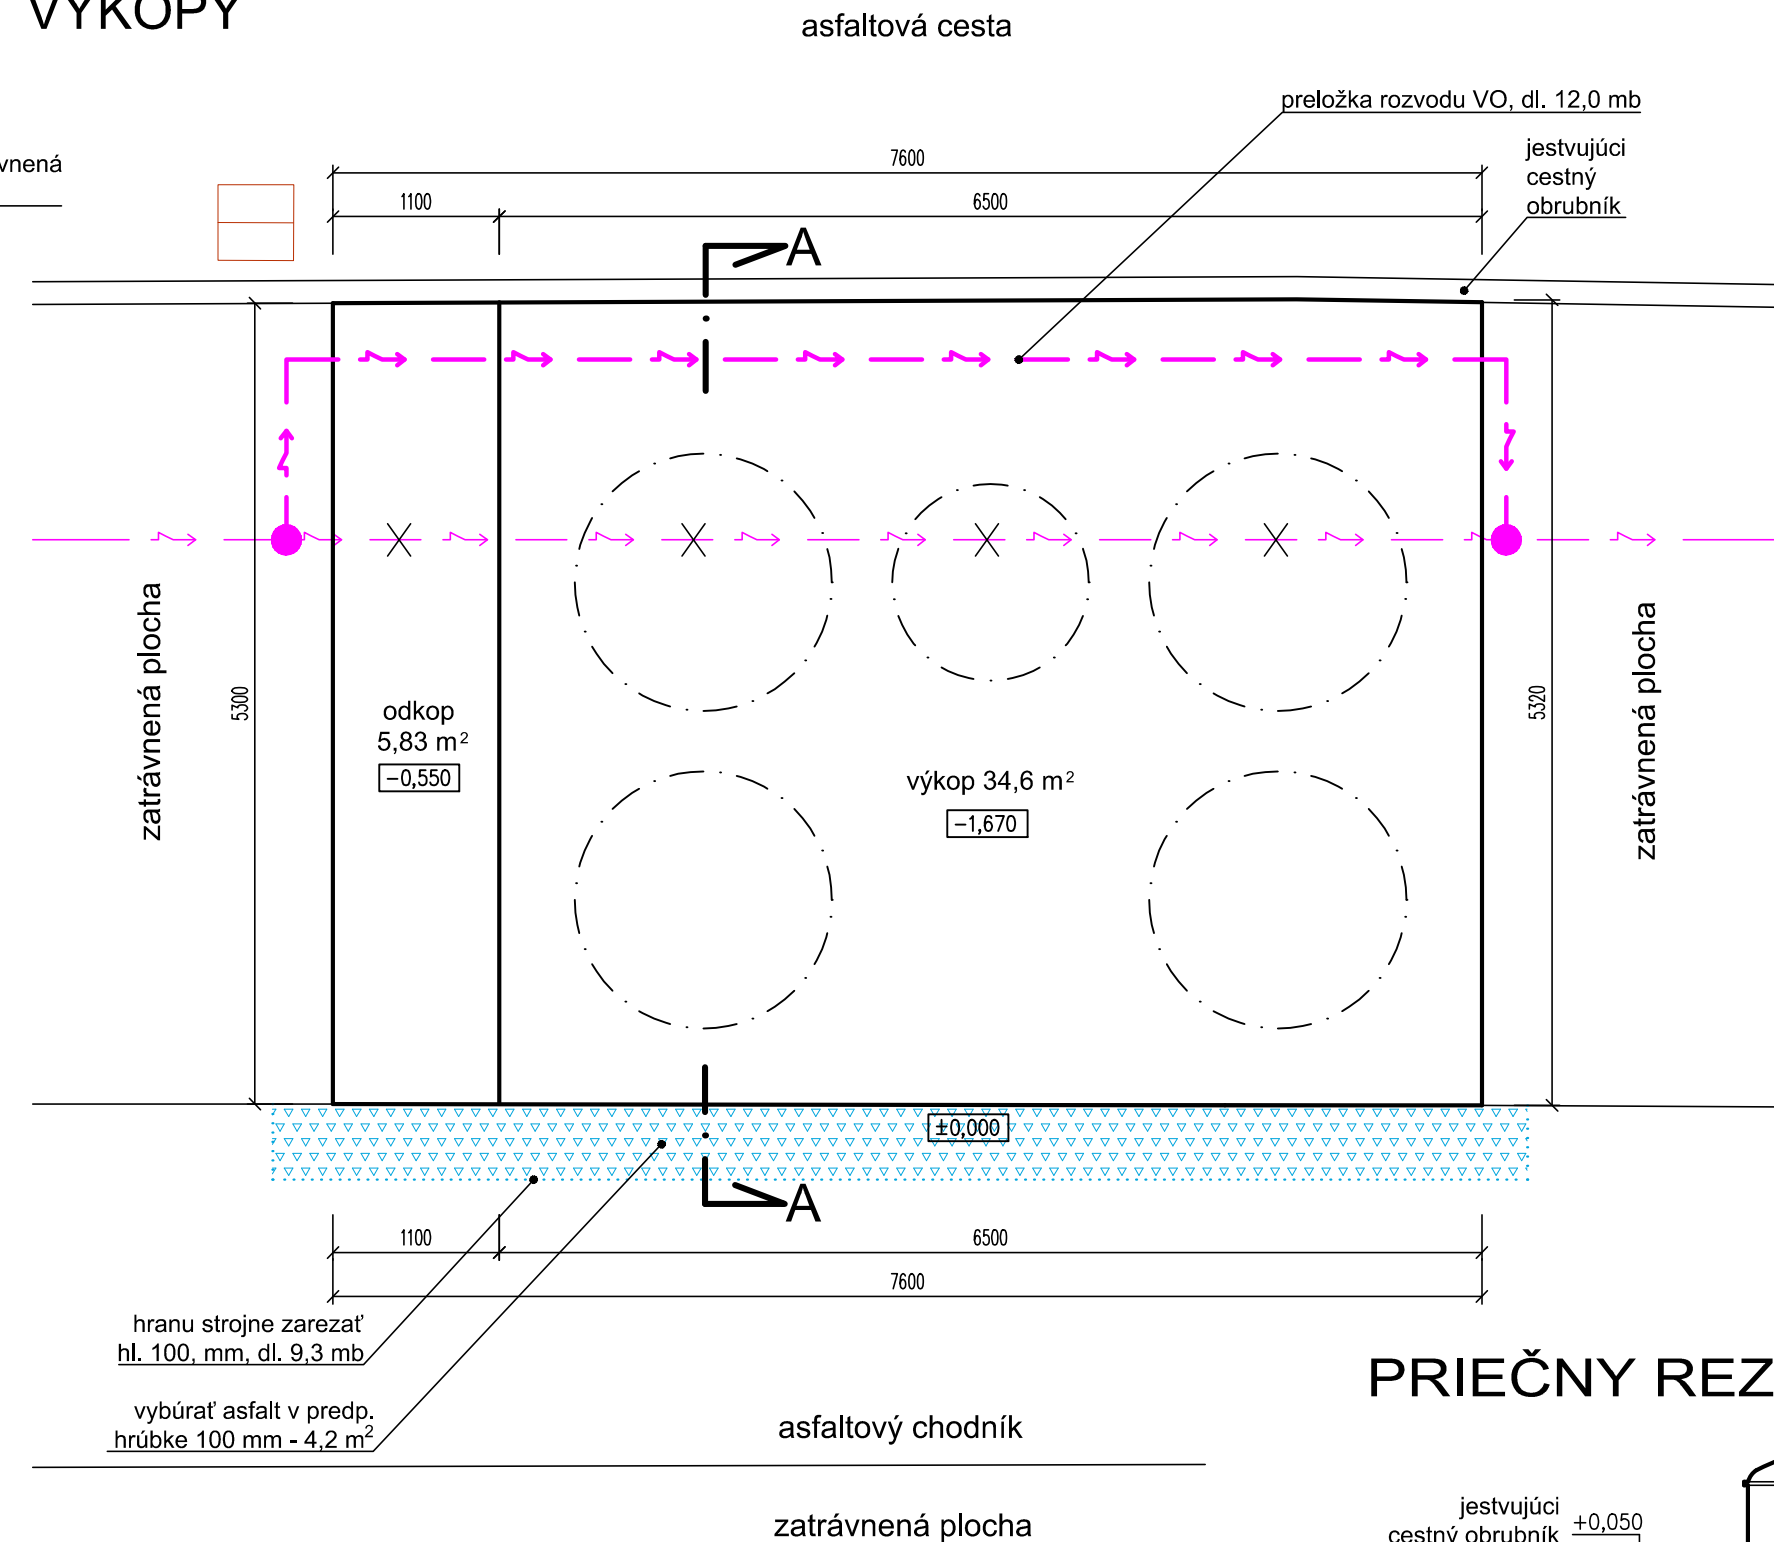 VÝKOPY
asfaltová cesta
preložka rozvodu VO, dl. 12,0 mb
jestvujúci
cestný
obrubník
vnená
7600
1100
6500
A
zatrávnená plocha
5300
odkop
5,83 m²
-0,550
výkop 34,6 m²
-1,670
5320
zatrávnená plocha
±0,000
A
1100
6500
7600
hranu strojne zarezať
hl. 100, mm, dl. 9,3 mb
vybúrať asfalt v predp.
hrúbke 100 mm - 4,2 m²
asfaltový chodník
PRIEČNY REZ
zatrávnená plocha
jestvujúci
cestný obrubník
+0,050